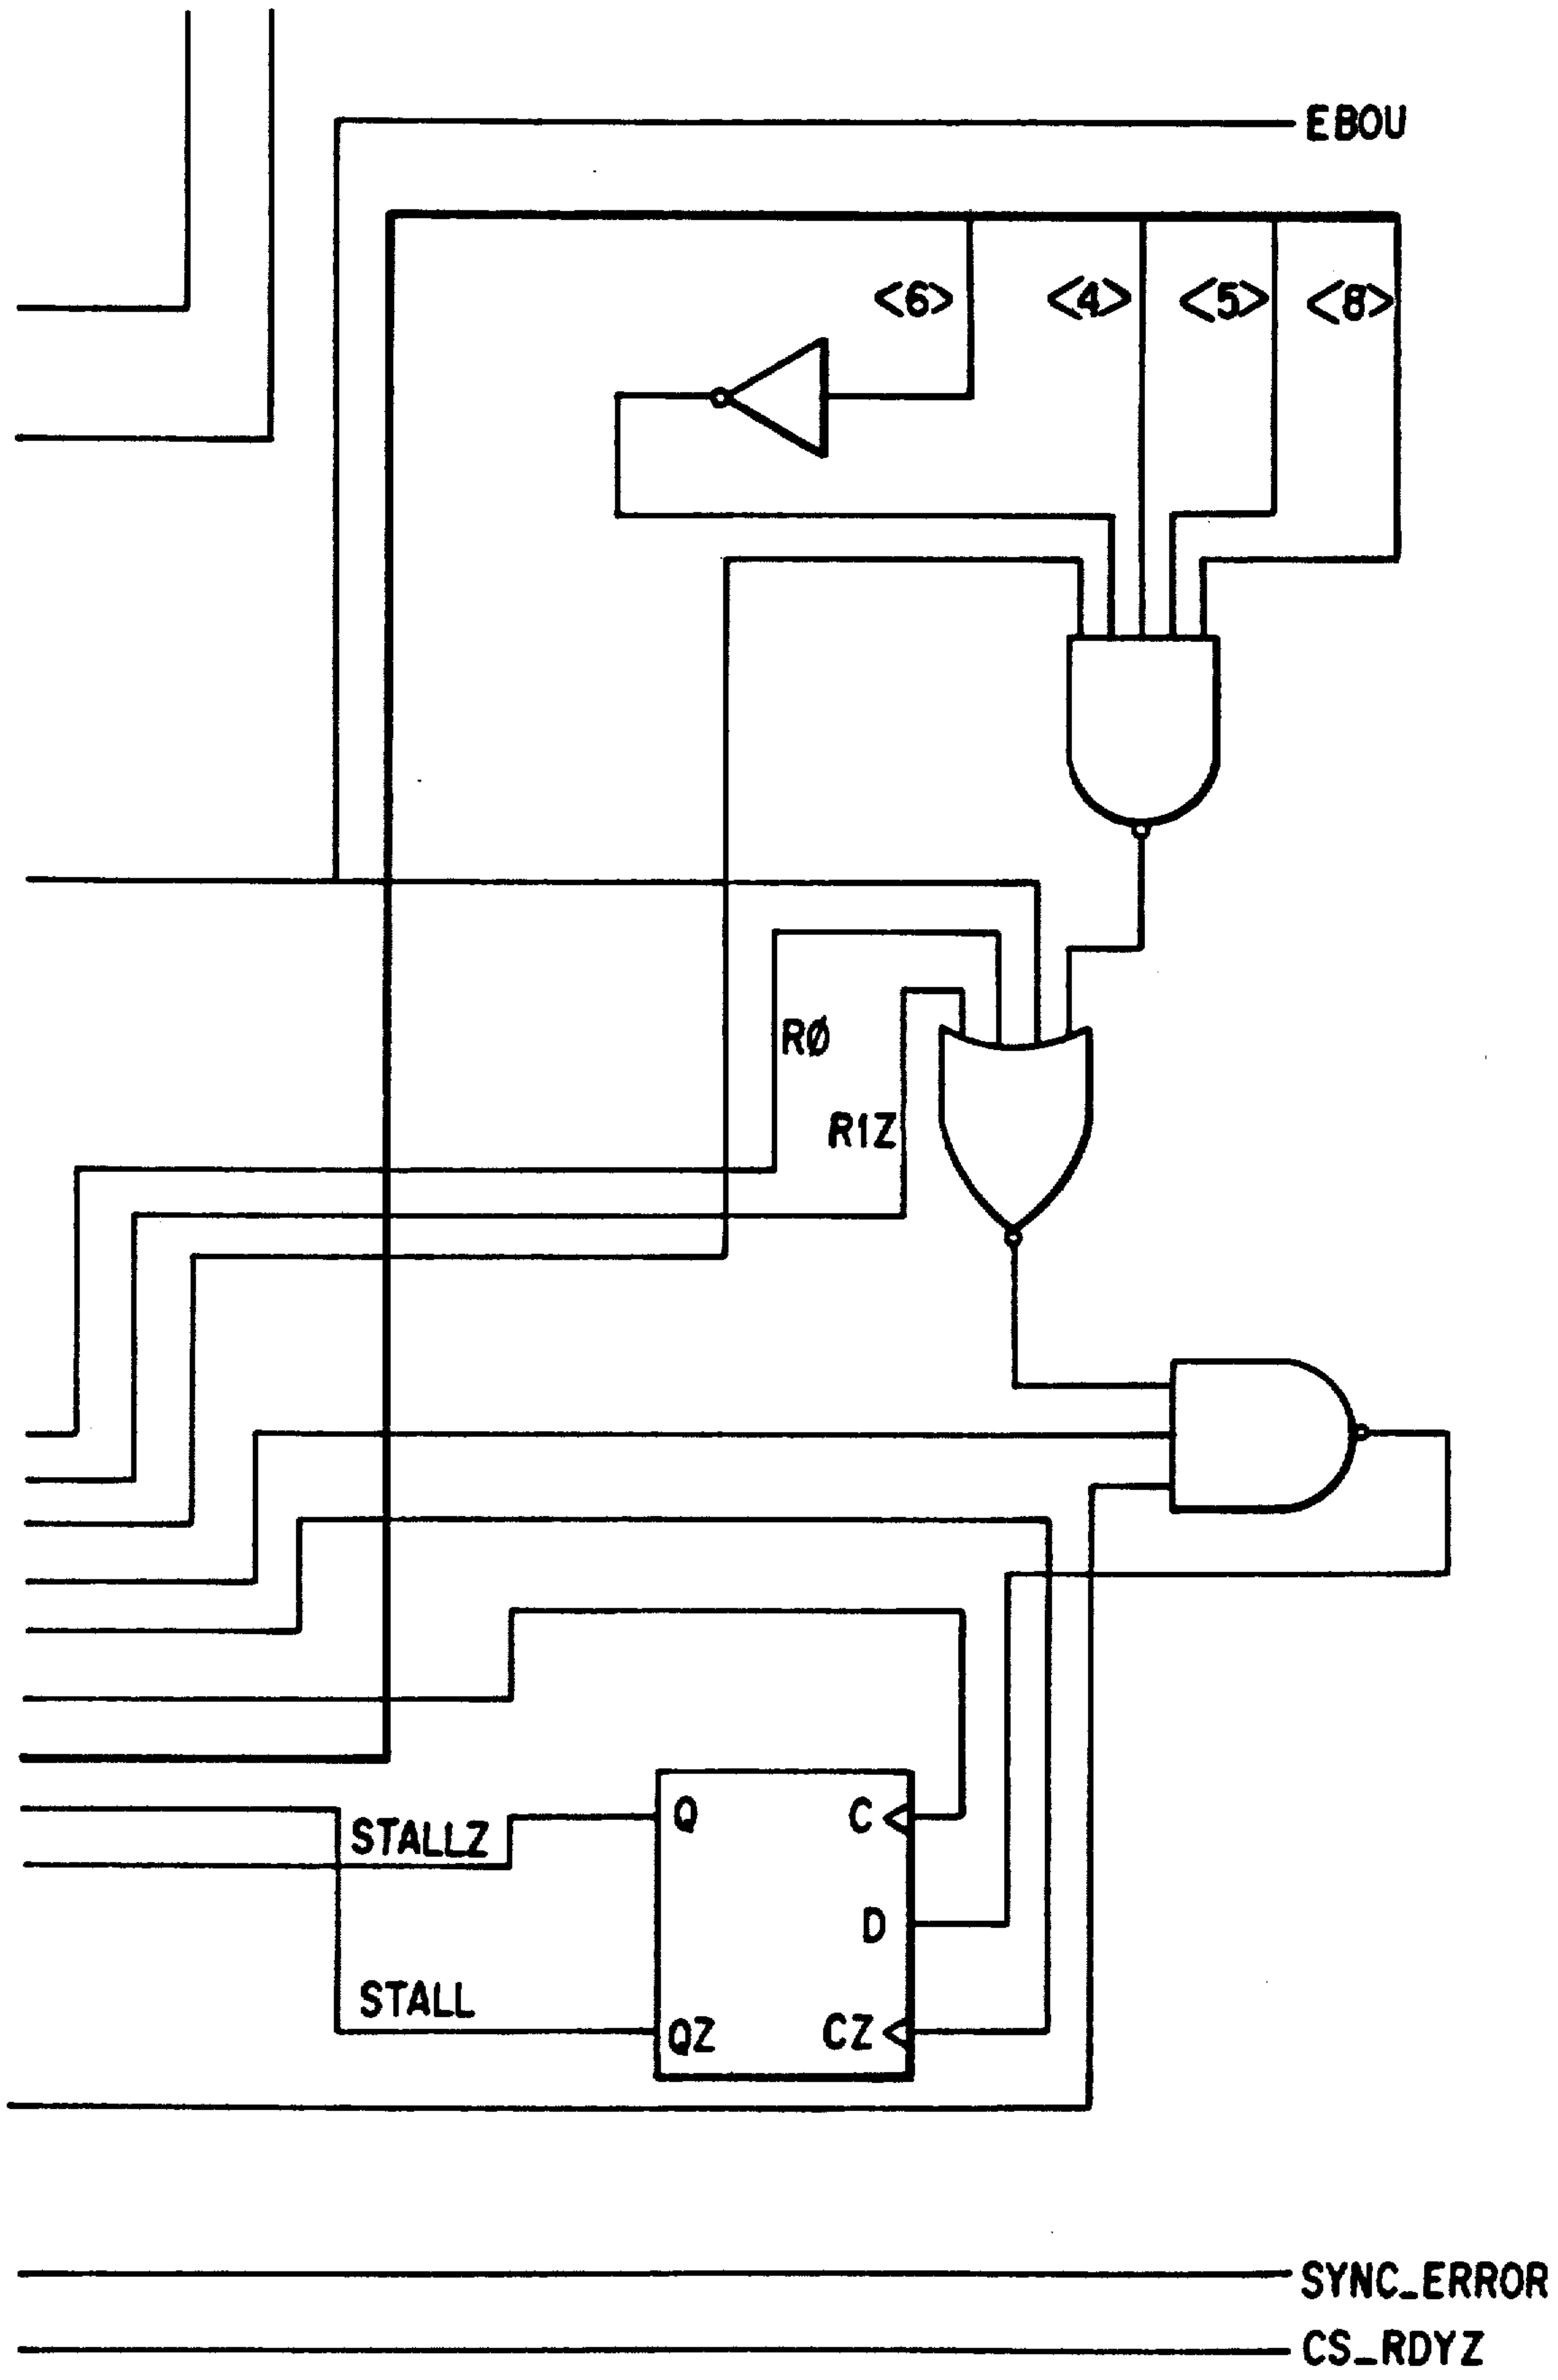 EBOU
<6> <4> <5> <8>
RØ
R1Z
Q C
STALLZ
D
STALL
QZ CZ
SYNC_ERROR
CS_RDYZ